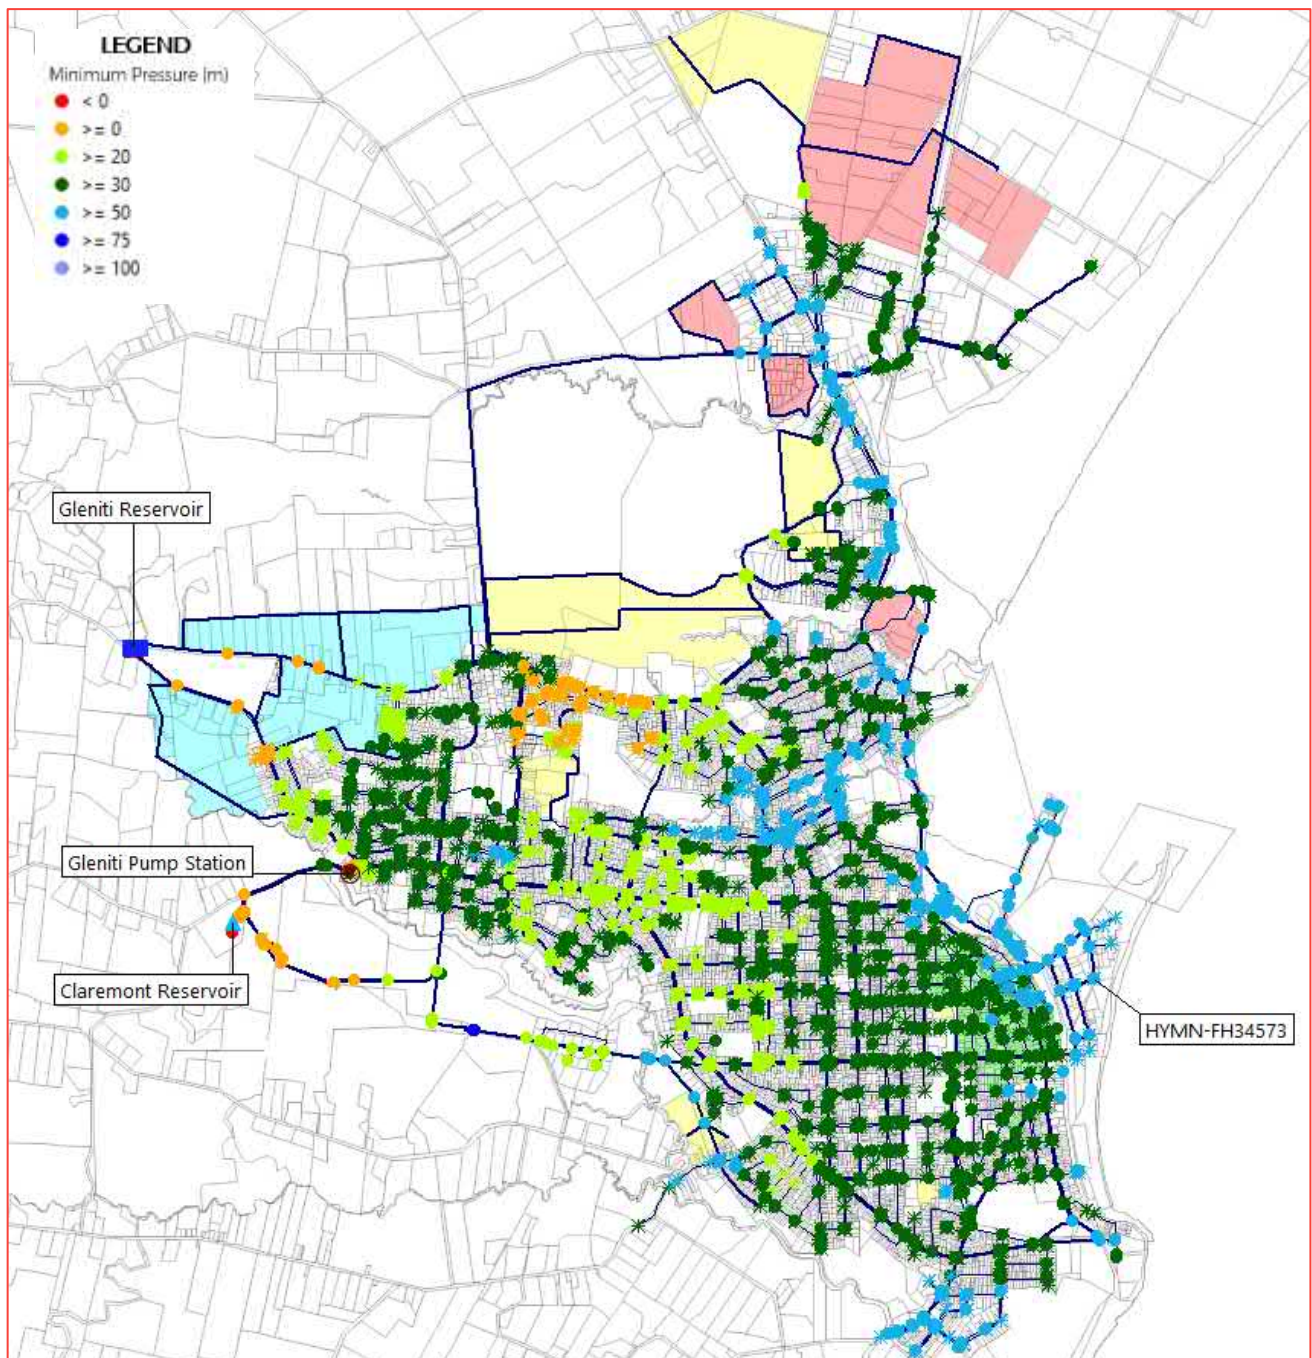 LEGEND
Minimum Pressure (m)
< 0
>= 0
>= 20
>= 30
>= 50
>= 75
>= 100
Gleniti Reservoir
Gleniti Pump Station
Claremont Reservoir
HYMN-FH34573